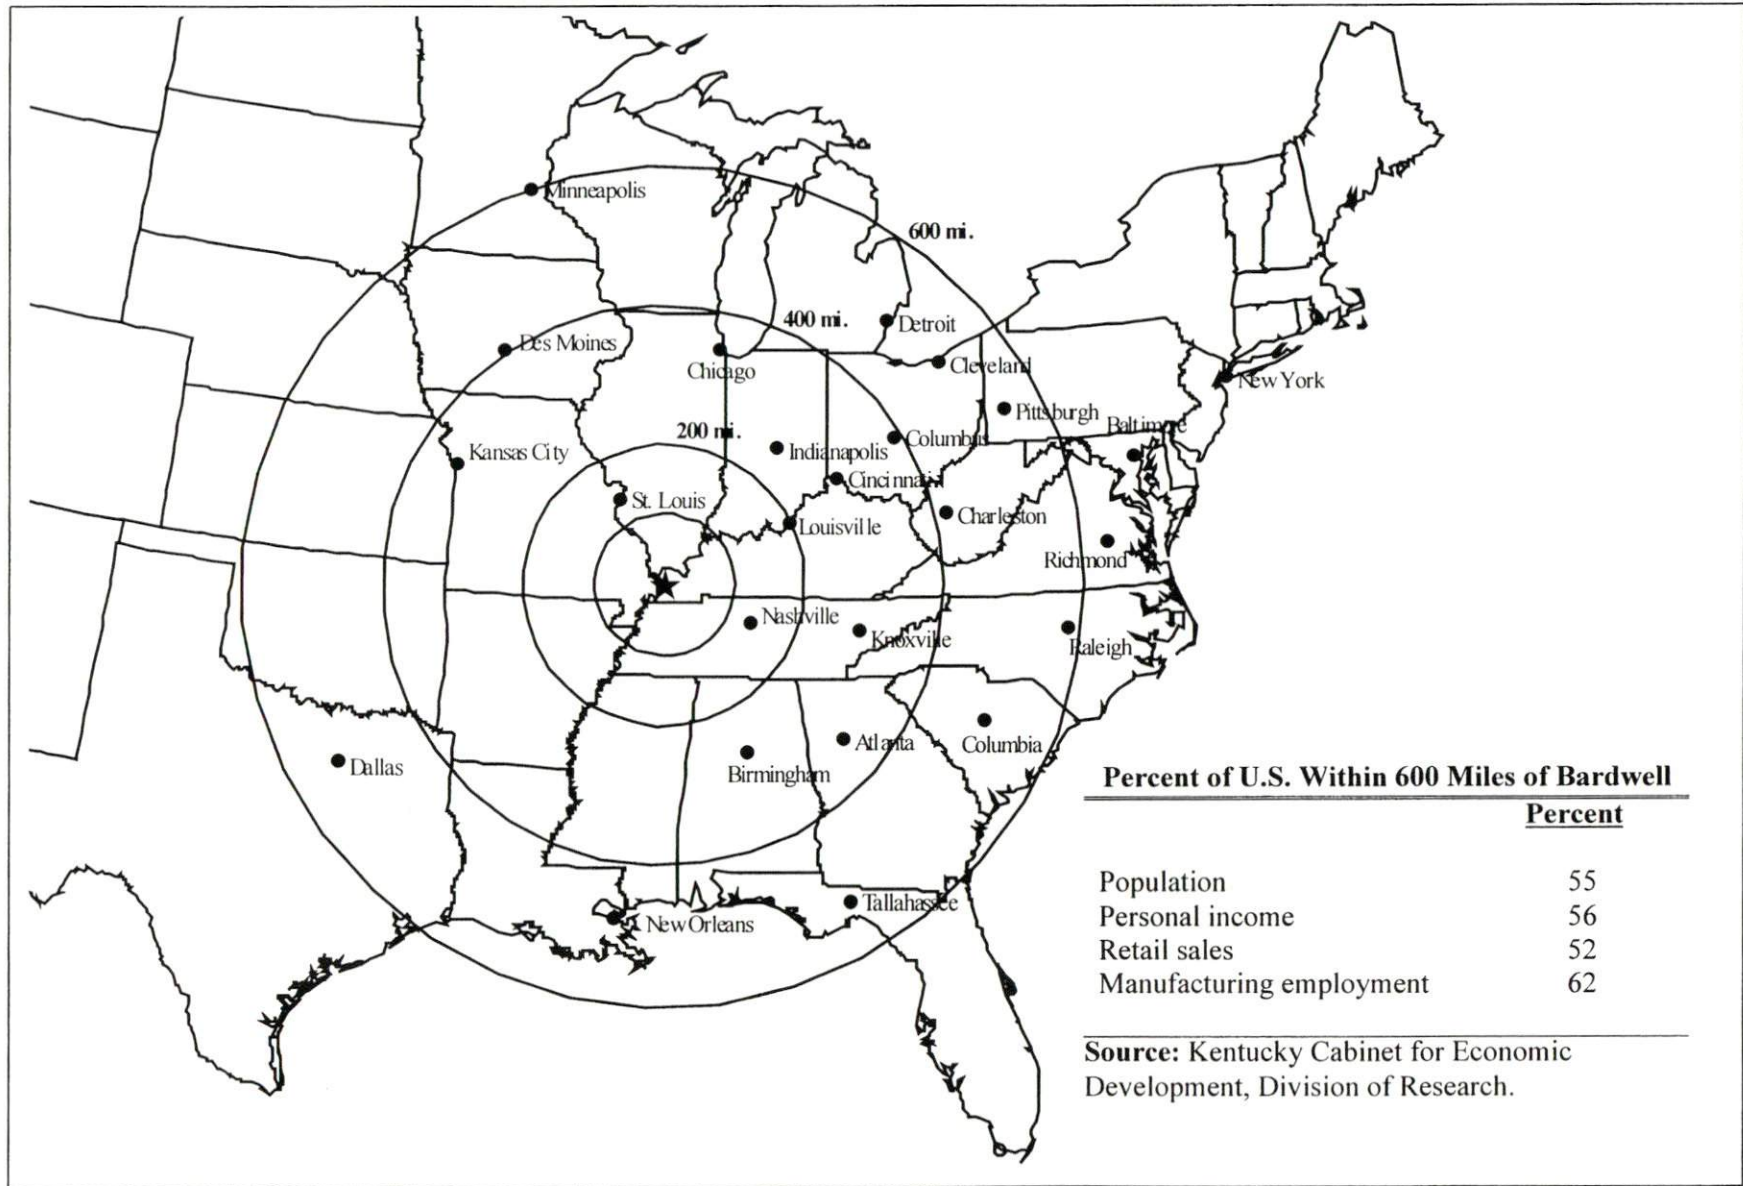 Minneapolis
600 mi.
400 mi.
Detroit
Des Moines
Chicago
Cleveland
New York
Pittsburgh
Baltimore
200 mi.
Columbus
Kansas City
Indianapolis
Cincinnati
St. Louis
Charleston
Louisville
Richmond
Nashville
Knoxville
Raleigh
Atlanta
Columbia
Dallas
Birmingham
Tallahassee
New Orleans
Percent of U.S. Within 600 Miles of Bardwell
Percent
Population 55
Personal income 56
Retail sales 52
Manufacturing employment 62
Source: Kentucky Cabinet for Economic
Development, Division of Research.